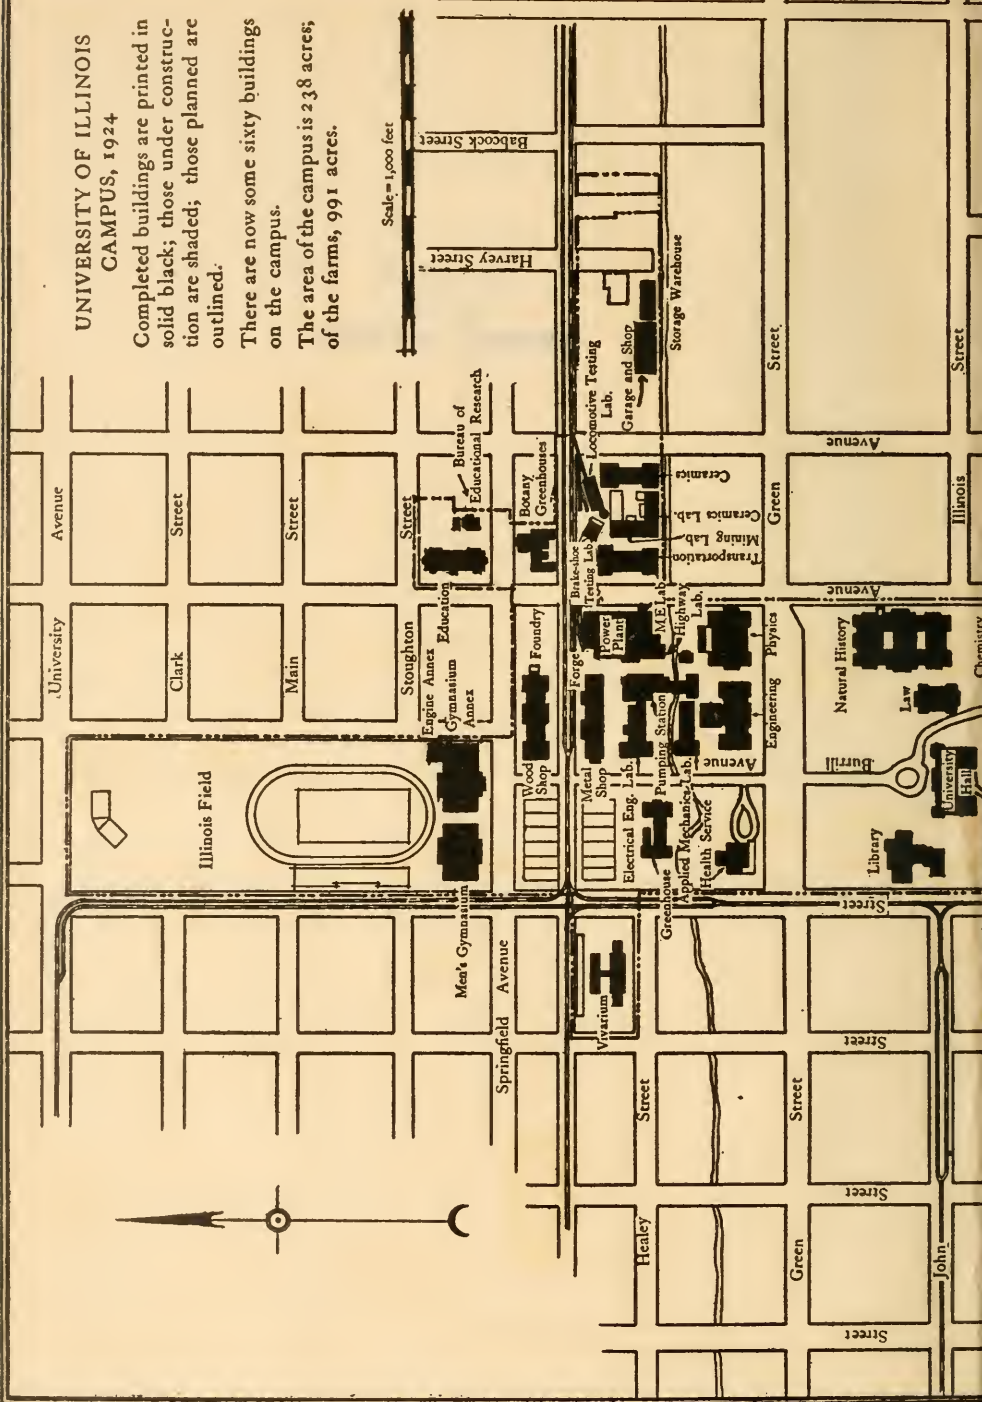 UNIVERSITY OF ILLINOIS
CAMPUS, 1924
Completed buildings are printed in
solid black; those under construc-
tion are shaded; those planned are
outlined.
There are now some sixty buildings
on the campus.
The area of the campus is 238 acres;
of the farms, 991 acres.
Scale = 1,000 feet
Babcock Street
Harvey Street
University
Avenue
Clark
Street
Main
Street
Stoughton
Street
Illinois Field
Engine Annex
Gymnasium
Annex
Men's Gymnasium
Education
Bureau of
Educational Research
Botany
Greenhouses
Springfield
Avenue
Wood
Shop
Foundry
Forge
Metal
Shop
Power
Plant
Brake-shoe
Testing Lab.
Locomotive Testing
Lab.
Garage and Shop
Storage Warehouse
Ceramics
Ceramics Lab.
Mining Lab.
Transportation
M E Lab.
Highway
Lab.
Physics
Engineering
Electrical Eng. Lab.
Pumping Station
Applied Mechanics Lab.
Health Service
Greenhouse
Vivarium
Healey
Street
Green
Street
Green
Street
Avenue
Avenue
Burrill
Avenue
Natural History
Law
Chemistry
University
Hall
Library
Street
Street
Street
Street
John
Illinois
Street